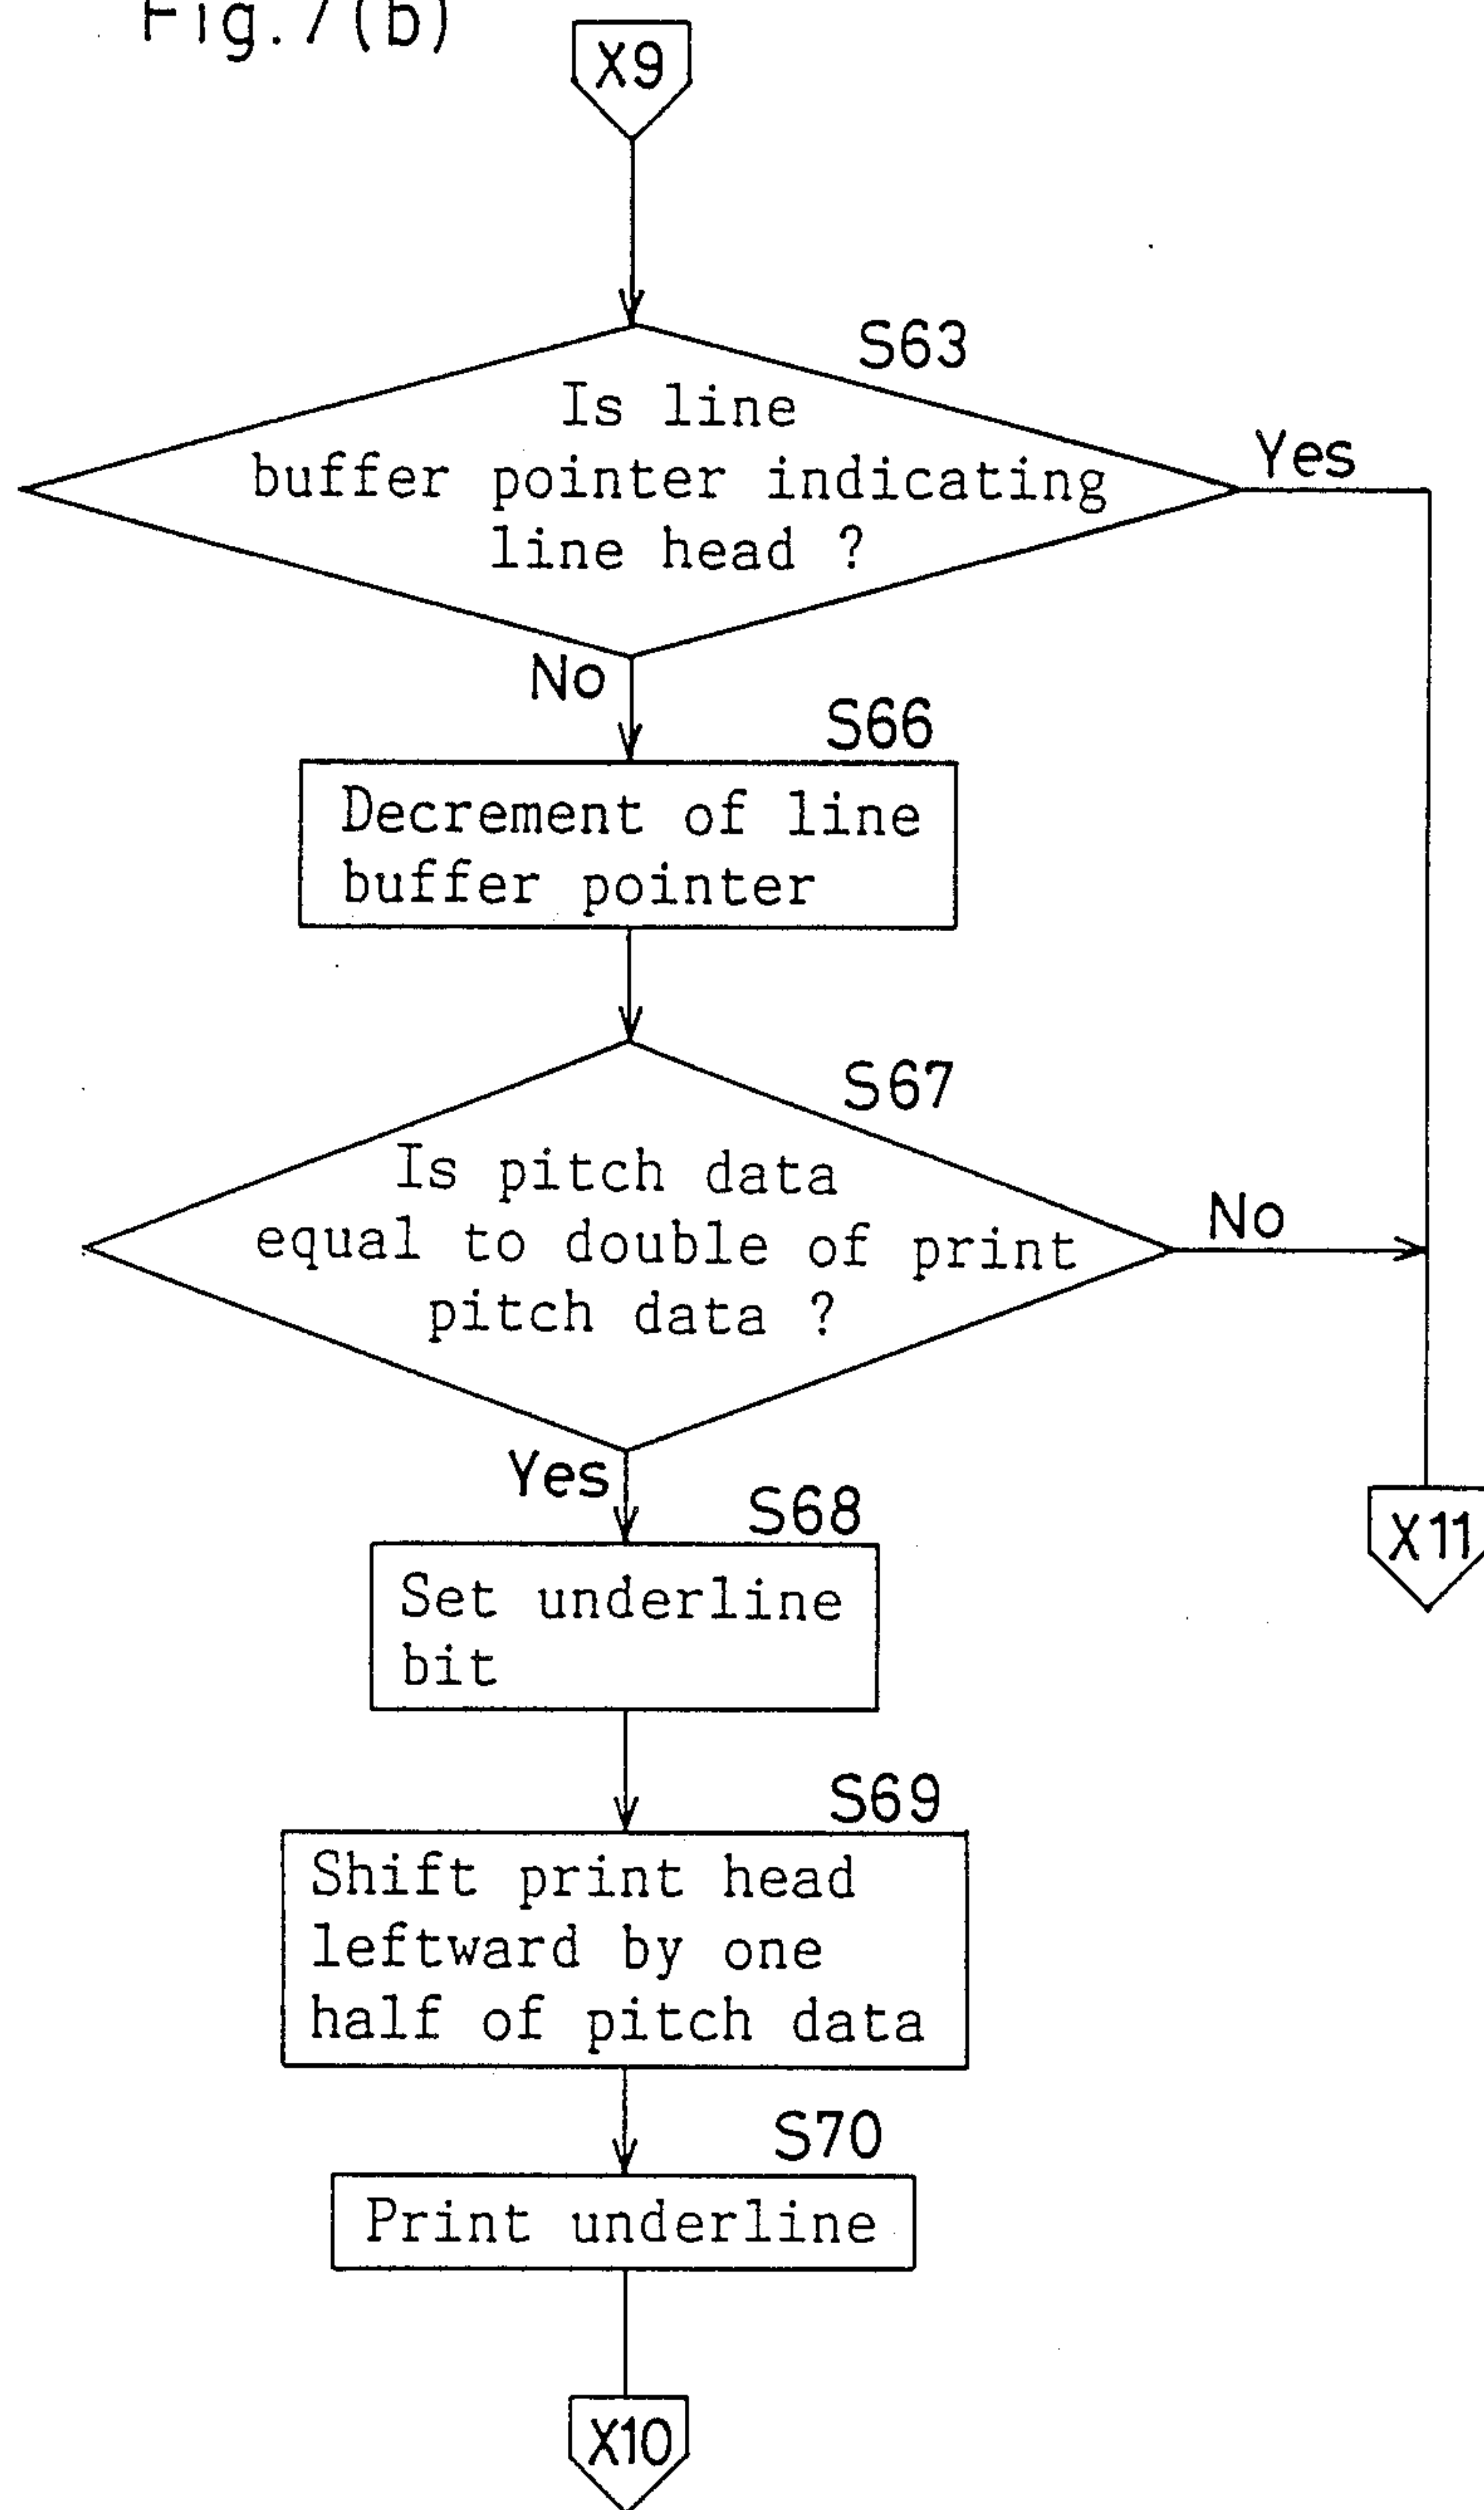 Fig. 7(b)
X9
S63
Is line
buffer pointer indicating
line head ?
Yes
No
S66
Decrement of line
buffer pointer
S67
Is pitch data
equal to double of print
pitch data ?
No
Yes
X11
S68
Set underline
bit
S69
Shift print head
leftward by one
half of pitch data
S70
Print underline
X10